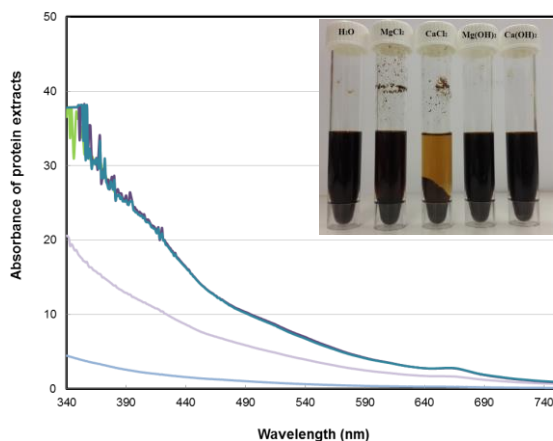 50
H₂O MgCl₂ CaCl₂ Mg(OH)₂ Ca(OH)₂
40
30
20
10
0
Absorbance of protein extracts
340 390 440 490 540 590 640 690 740
Wavelength (nm)